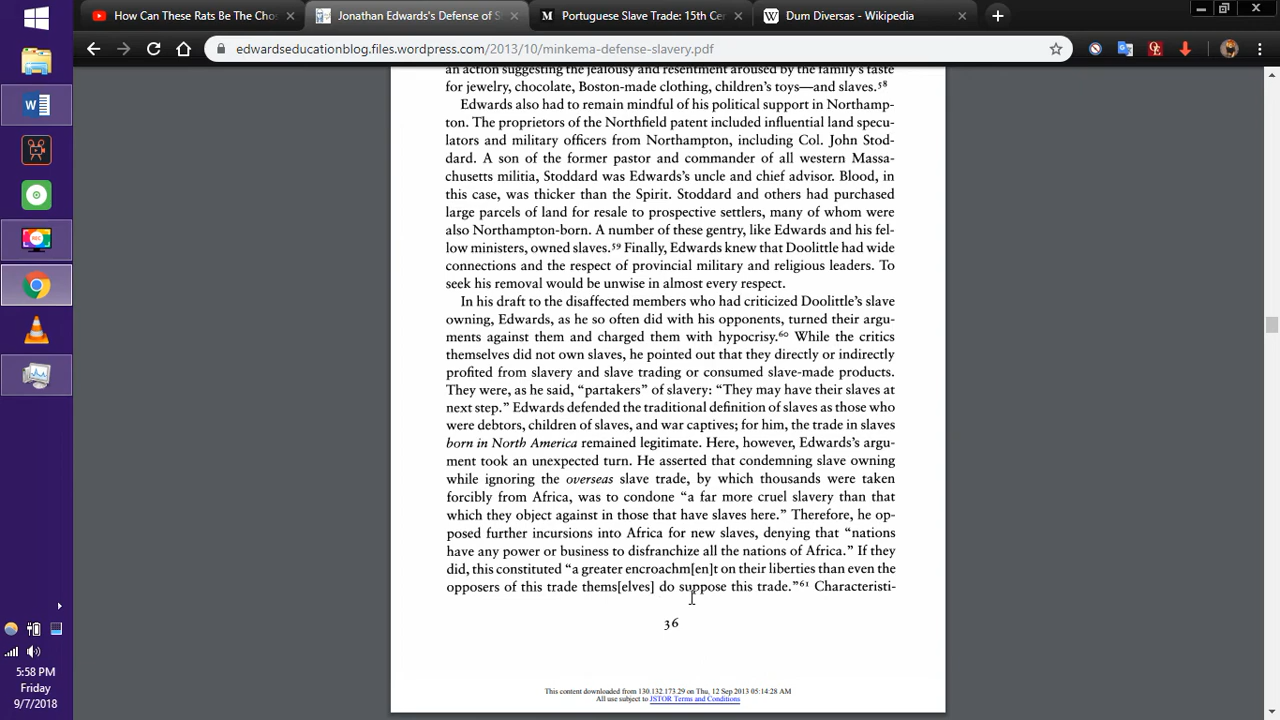 How Can These Rats Be The Cho
Jonathan Edwards's Defense of S
Portuguese Slave Trade: 15th Cen
Dum Diversas - Wikipedia
edwardseducationblog.files.wordpress.com/2013/10/minkema-defense-slavery.pdf
an action suggesting the jealousy and resentment aroused by the family's taste
for jewelry, chocolate, Boston-made clothing, children's toys—and slaves.58
Edwards also had to remain mindful of his political support in Northamp-
ton. The proprietors of the Northfield patent included influential land specu-
lators and military officers from Northampton, including Col. John Stod-
dard. A son of the former pastor and commander of all western Massa-
chusetts militia, Stoddard was Edwards's uncle and chief advisor. Blood, in
this case, was thicker than the Spirit. Stoddard and others had purchased
large parcels of land for resale to prospective settlers, many of whom were
also Northampton-born. A number of these gentry, like Edwards and his fel-
low ministers, owned slaves.59 Finally, Edwards knew that Doolittle had wide
connections and the respect of provincial military and religious leaders. To
seek his removal would be unwise in almost every respect.
In his draft to the disaffected members who had criticized Doolittle's slave
owning, Edwards, as he so often did with his opponents, turned their argu-
ments against them and charged them with hypocrisy.60 While the critics
themselves did not own slaves, he pointed out that they directly or indirectly
profited from slavery and slave trading or consumed slave-made products.
They were, as he said, "partakers" of slavery: "They may have their slaves at
next step." Edwards defended the traditional definition of slaves as those who
were debtors, children of slaves, and war captives; for him, the trade in slaves
born in North America remained legitimate. Here, however, Edwards's argu-
ment took an unexpected turn. He asserted that condemning slave owning
while ignoring the overseas slave trade, by which thousands were taken
forcibly from Africa, was to condone "a far more cruel slavery than that
which they object against in those that have slaves here." Therefore, he op-
posed further incursions into Africa for new slaves, denying that "nations
have any power or business to disfranchize all the nations of Africa." If they
did, this constituted "a greater encroachm[en]t on their liberties than even the
opposers of this trade thems[elves] do suppose this trade."61 Characteristi-
36
This content downloaded from 130.132.173.29 on Thu, 12 Sep 2013 05:14:28 AM
All use subject to JSTOR Terms and Conditions
5:58 PM
Friday
/7/2018